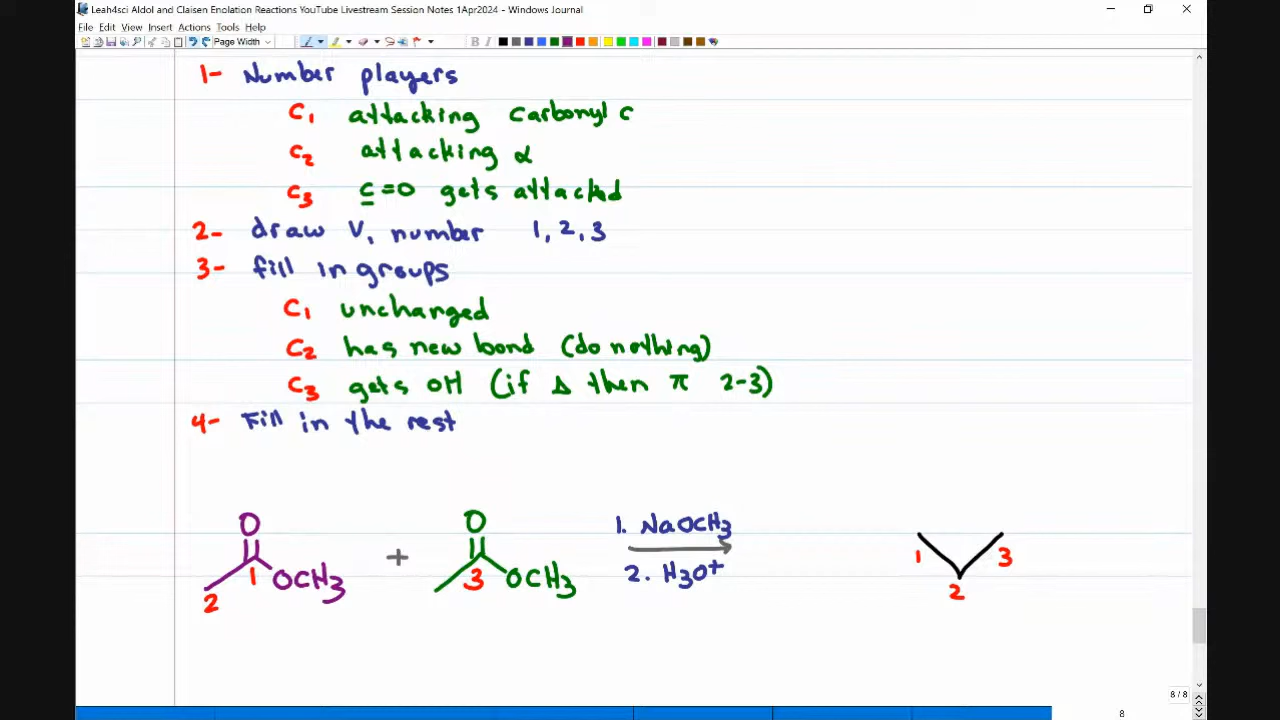 Leah4sci Aldol and Claisen Enolation Reactions YouTube Livestream Session Notes 1Apr2024 - Windows Journal
File Edit View Insert Actions Tools Help
Page Width B I
1- Number players
C1 attacking carbonyl c
C2 attacking α
C3 C=O gets attacked
2- draw V, number 1, 2, 3
3- fill in groups
C1 unchanged
C2 has new bond (do nothing)
C3 gets OH (if Δ then π 2-3)
4- Fill in the rest
O O 1. NaOCH3
1 OCH3 + 3 OCH3 2. H3O+ 1 3
2 2
8 / 8
8